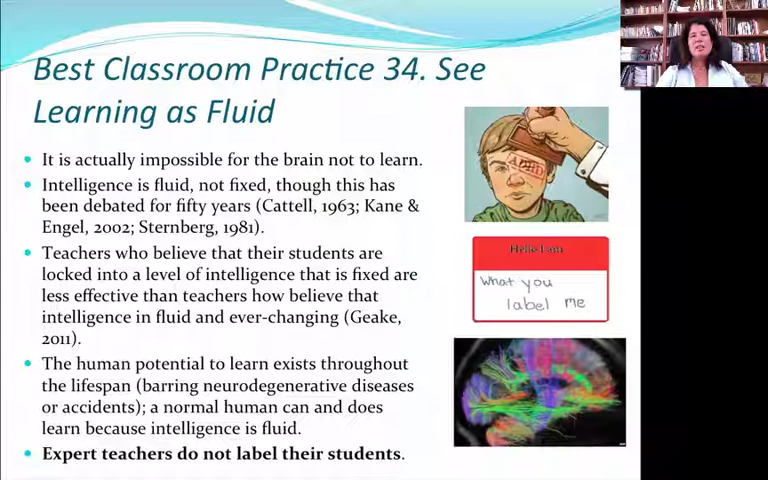 Best Classroom Practice 34. See
Learning as Fluid
It is actually impossible for the brain not to learn.
Intelligence is fluid, not fixed, though this has
been debated for fifty years (Cattell, 1963; Kane &
Engel, 2002; Sternberg, 1981).
Teachers who believe that their students are
locked into a level of intelligence that is fixed are
less effective than teachers how believe that
intelligence in fluid and ever-changing (Geake,
2011).
The human potential to learn exists throughout
the lifespan (barring neurodegenerative diseases
or accidents); a normal human can and does
learn because intelligence is fluid.
Expert teachers do not label their students.
ADHD
Hello I am
What you
label me